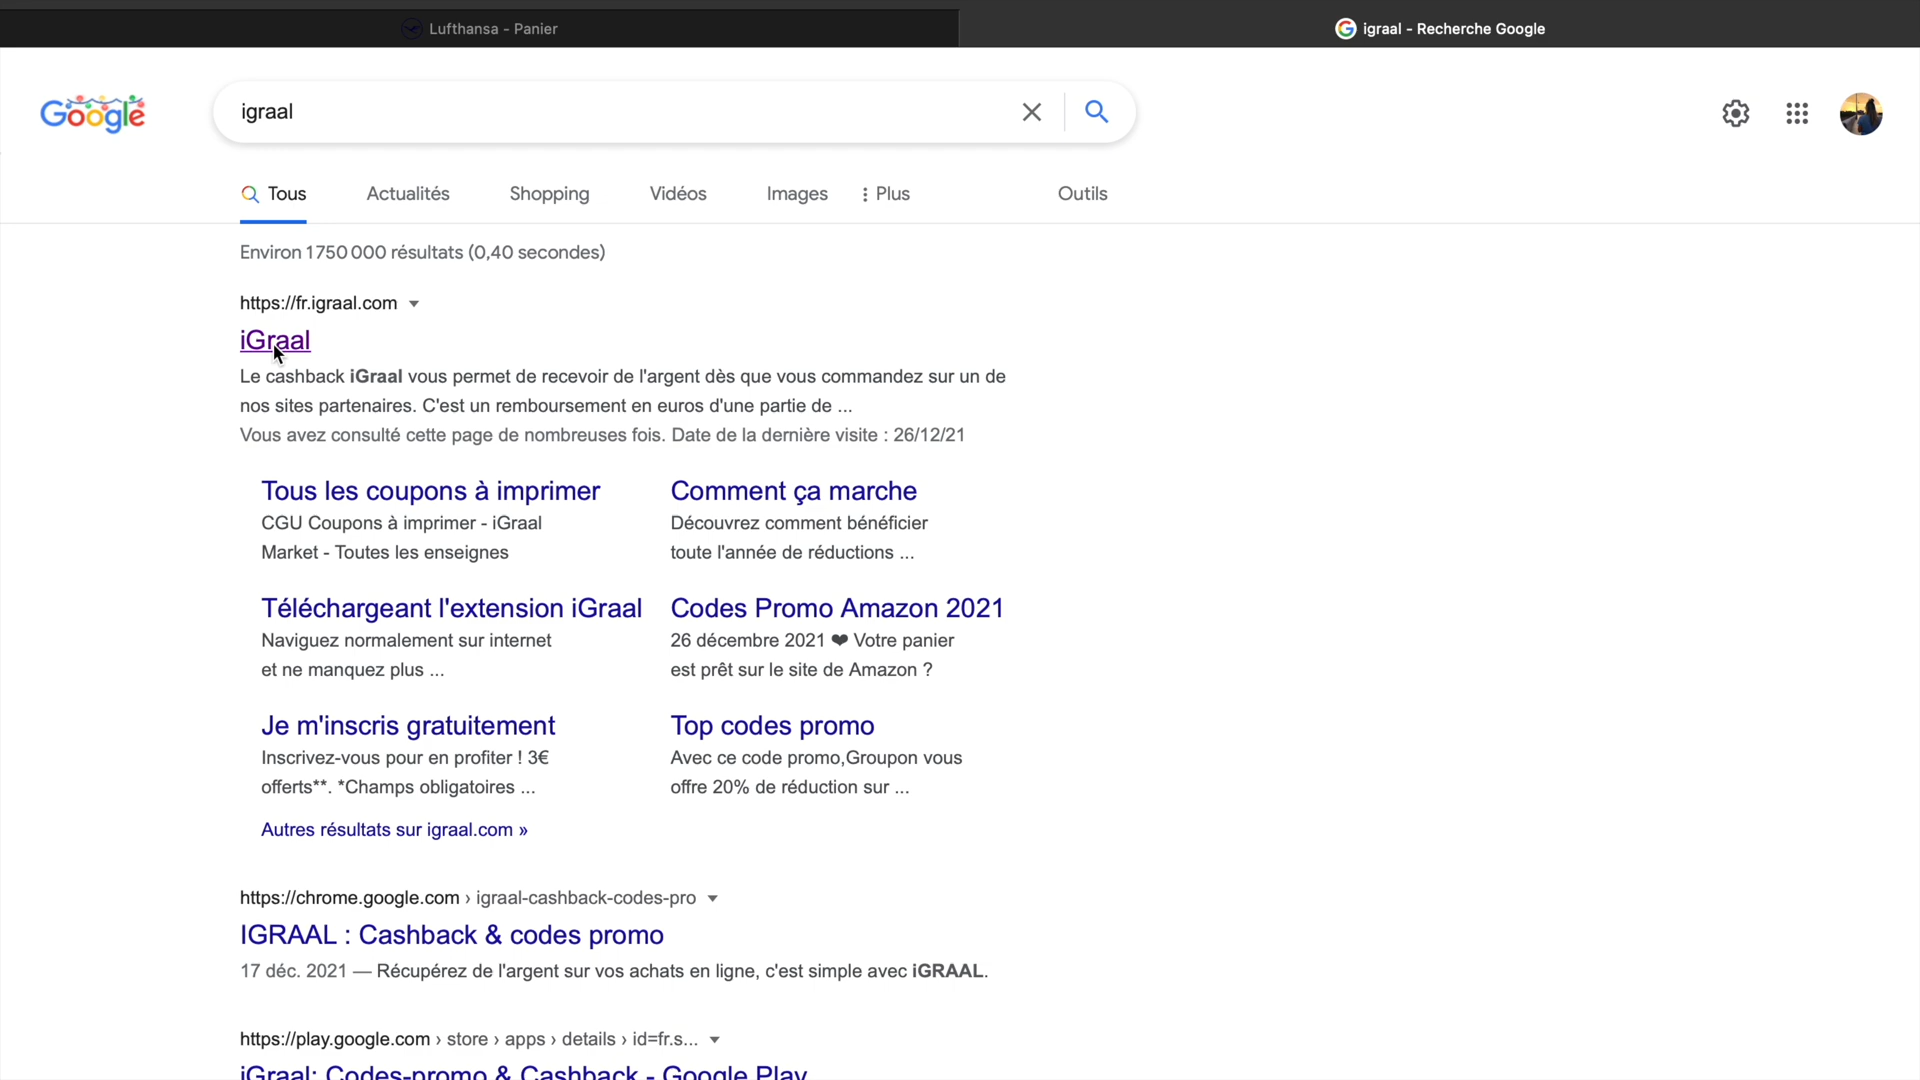 Lufthansa - Panier
igraal - Recherche Google
Google
igraal
Tous
Actualités
Shopping
Vidéos
Images
Plus
Outils
Environ 1 750 000 résultats (0,40 secondes)
https://fr.igraal.com
iGraal
Le cashback iGraal vous permet de recevoir de l'argent dès que vous commandez sur un de
nos sites partenaires. C'est un remboursement en euros d'une partie de ...
Vous avez consulté cette page de nombreuses fois. Date de la dernière visite : 26/12/21
Tous les coupons à imprimer
CGU Coupons à imprimer - iGraal
Market - Toutes les enseignes
Comment ça marche
Découvrez comment bénéficier
toute l'année de réductions ...
Téléchargeant l'extension iGraal
Naviguez normalement sur internet
et ne manquez plus ...
Codes Promo Amazon 2021
26 décembre 2021 ❤ Votre panier
est prêt sur le site de Amazon ?
Je m'inscris gratuitement
Inscrivez-vous pour en profiter ! 3€
offerts**. *Champs obligatoires ...
Top codes promo
Avec ce code promo,Groupon vous
offre 20% de réduction sur ...
Autres résultats sur igraal.com »
https://chrome.google.com › igraal-cashback-codes-pro
IGRAAL : Cashback & codes promo
17 déc. 2021 — Récupérez de l'argent sur vos achats en ligne, c'est simple avec iGRAAL.
https://play.google.com › store › apps › details › id=fr.s...
iGraal: Codes-promo & Cashback - Google Play